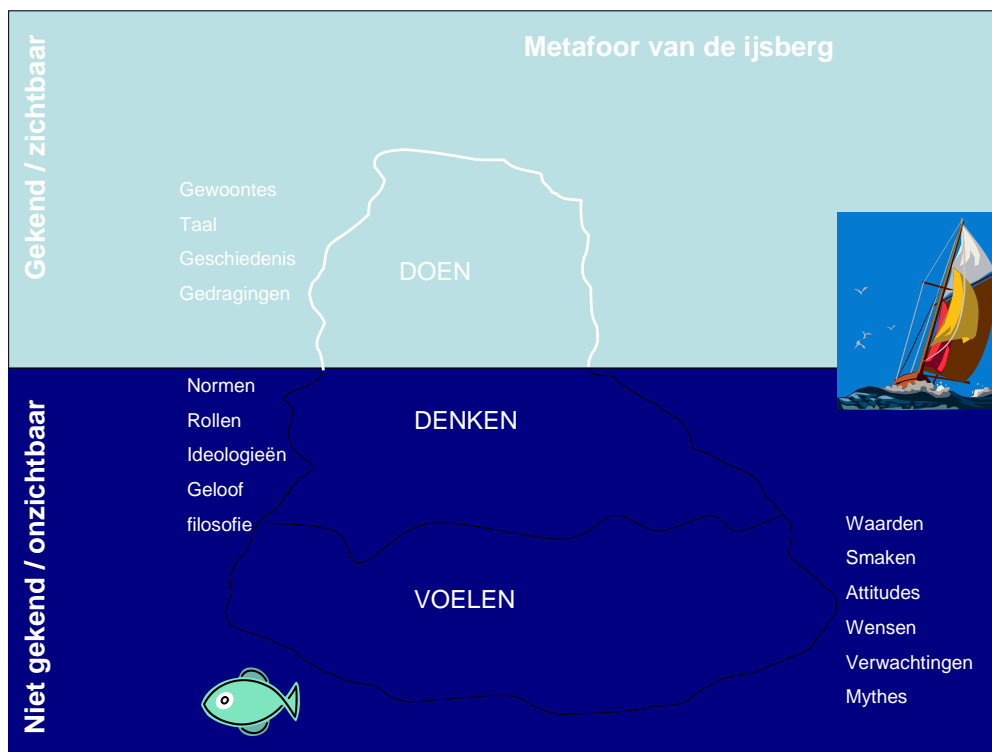 Metafoor van de ijsberg
Gekend / zichtbaar
Gewoontes
Taal
Geschiedenis
Gedragingen
DOEN
Niet gekend / onzichtbaar
Normen
Rollen
Ideologieën
Geloof
filosofie
DENKEN
VOELEN
Waarden
Smaken
Attitudes
Wensen
Verwachtingen
Mythes